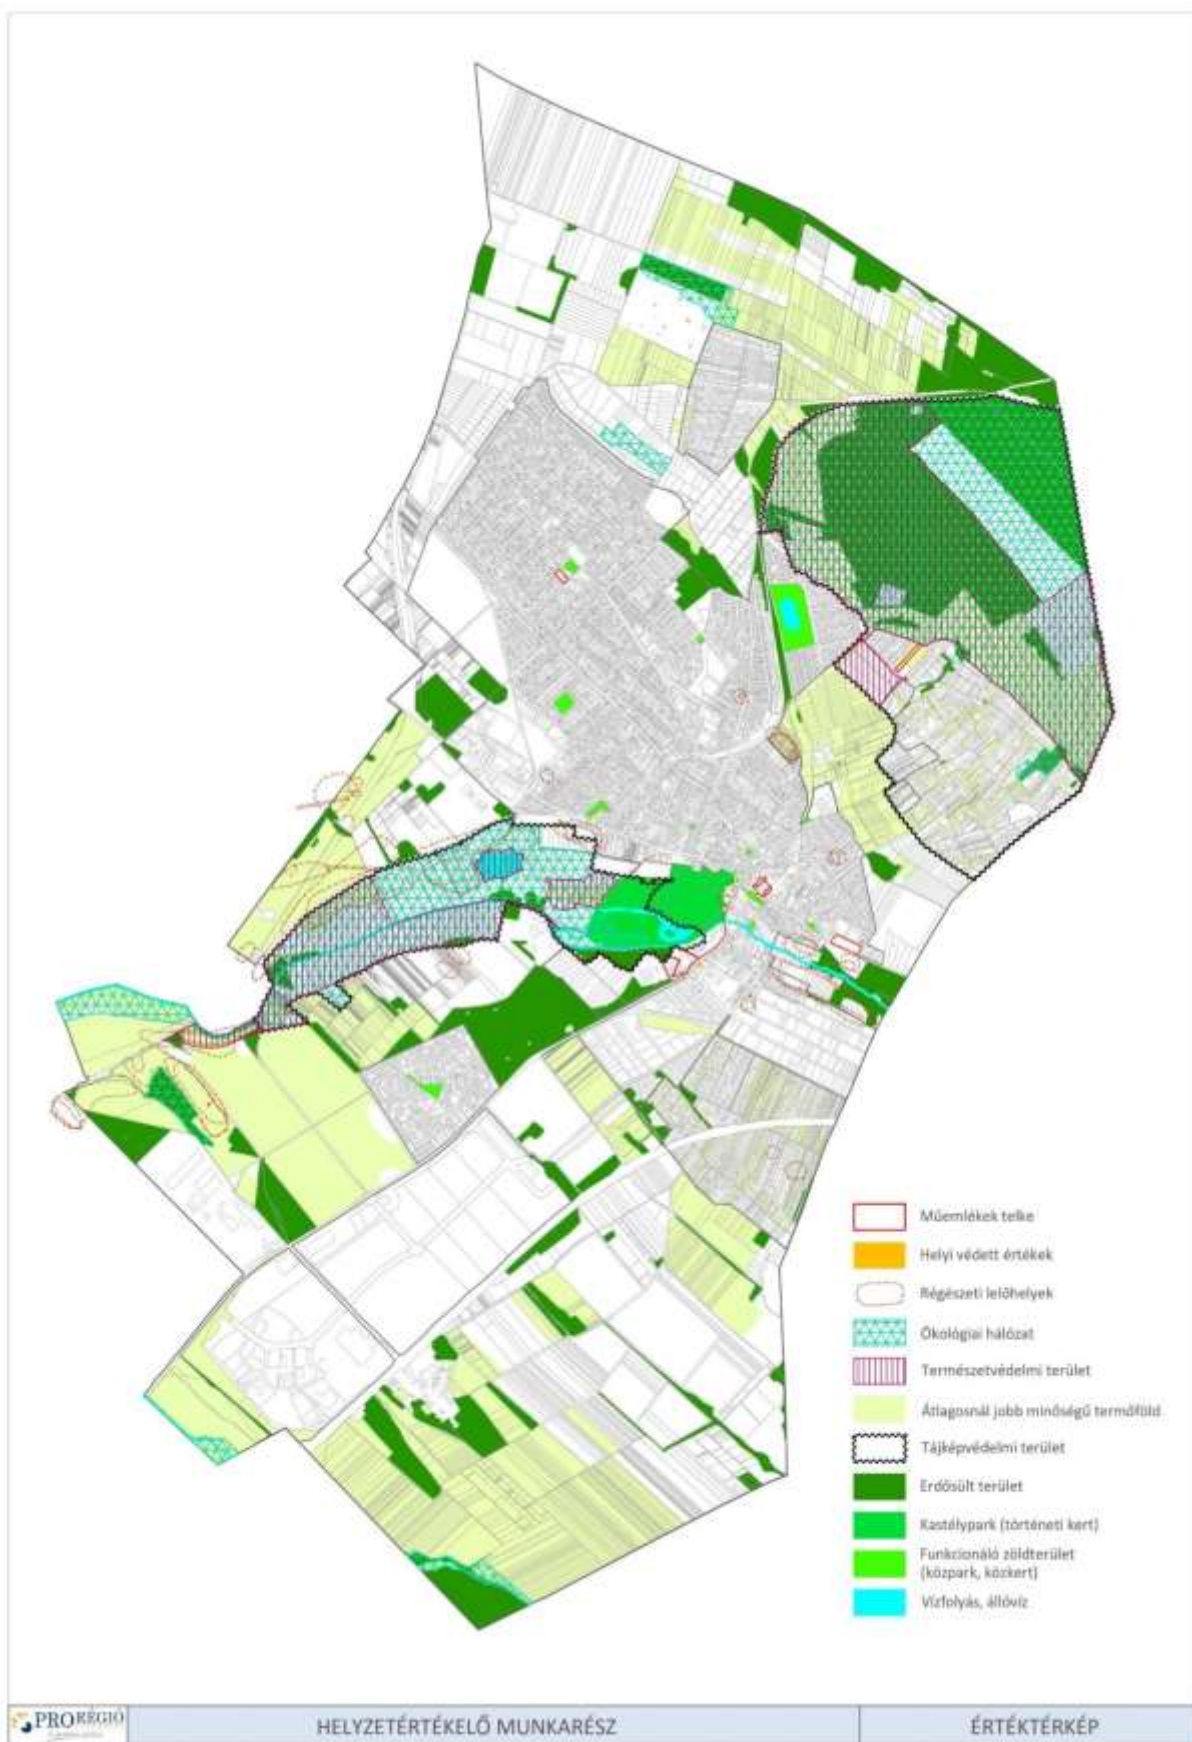 Műemlékek telke
Helyi védett értékek
Régészeti lelőhelyek
Ökológiai hálózat
Természetvédelmi terület
Átlagosnál jobb minőségű termőföld
Tájképvédelmi terület
Erdősült terület
Kastélypark (történeti kert)
Funkcionáló zöldterület
(közpark, közkert)
Vízfolyás, állóvíz
PRORÉGIÓ
HELYZETÉRTÉKELŐ MUNKARÉSZ
ÉRTÉKTÉRKÉP